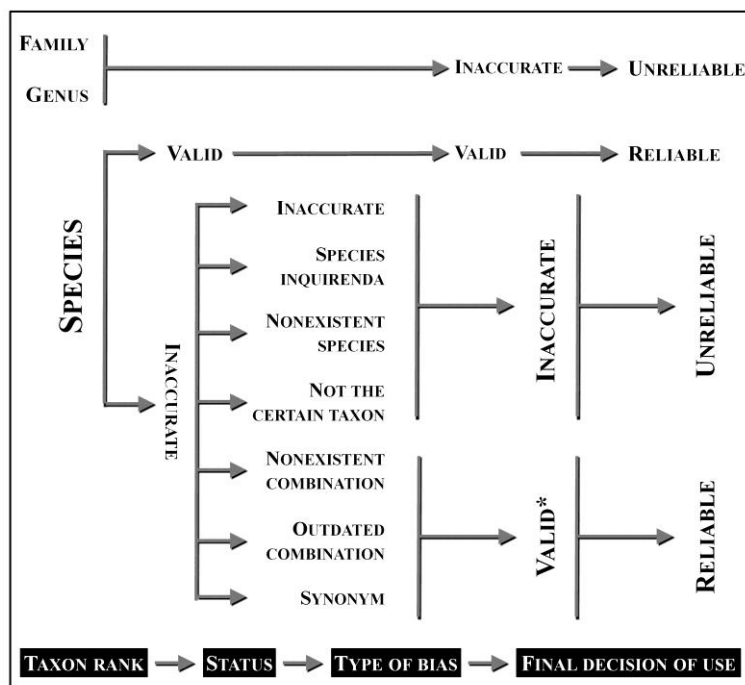 FAMILY
GENUS
INACCURATE
UNRELIABLE
SPECIES
VALID
VALID
RELIABLE
INACCURATE
INACCURATE
SPECIES
INQUIRENDA
NONEXISTENT
SPECIES
NOT THE
CERTAIN TAXON
NONEXISTENT
COMBINATION
OUTDATED
COMBINATION
SYNONYM
INACCURATE
UNRELIABLE
VALID*
RELIABLE
TAXON RANK
STATUS
TYPE OF BIAS
FINAL DECISION OF USE